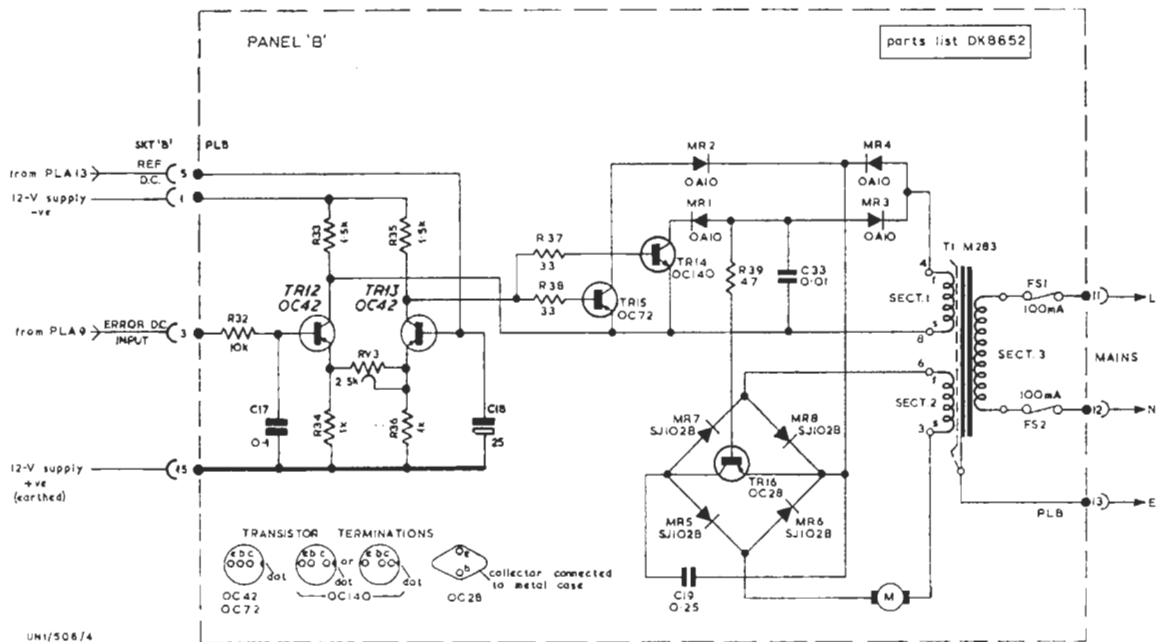 PANEL 'B'
parts list DK8652
SKT 'B'
PLB
from PLA 13
REF
D.C.
5
12-V supply
-ve
1
R33
1·5k
R35
1·5k
TR12
OC42
TR13
OC42
from PLA 9
ERROR DC
INPUT
3
R32
10k
RV3
2·5k
C17
0·1
R34
1k
R36
1k
C18
25
12-V supply
+ve
(earthed)
15
MR2
OA10
MR4
OA10
MR1
OA10
MR3
OA10
R37
33
R38
33
TR14
OC140
TR15
OC72
R39
47
C33
0·01
T1 M283
4
f
SECT.1
s
8
6
f
SECT.2
s
3
SECT. 3
FS1
100mA
11
L
MAINS
100mA
FS2
12
N
13
E
PLB
MR7
SJ102B
MR8
SJ102B
TR16
OC28
MR5
SJ102B
MR6
SJ102B
C19
0·25
M
TRANSISTOR TERMINATIONS
e b c
dot
OC42
OC72
e b c
dot
or
e b c
dot
OC140
e
b
OC28
collector connected
to metal case
UN1/506/4